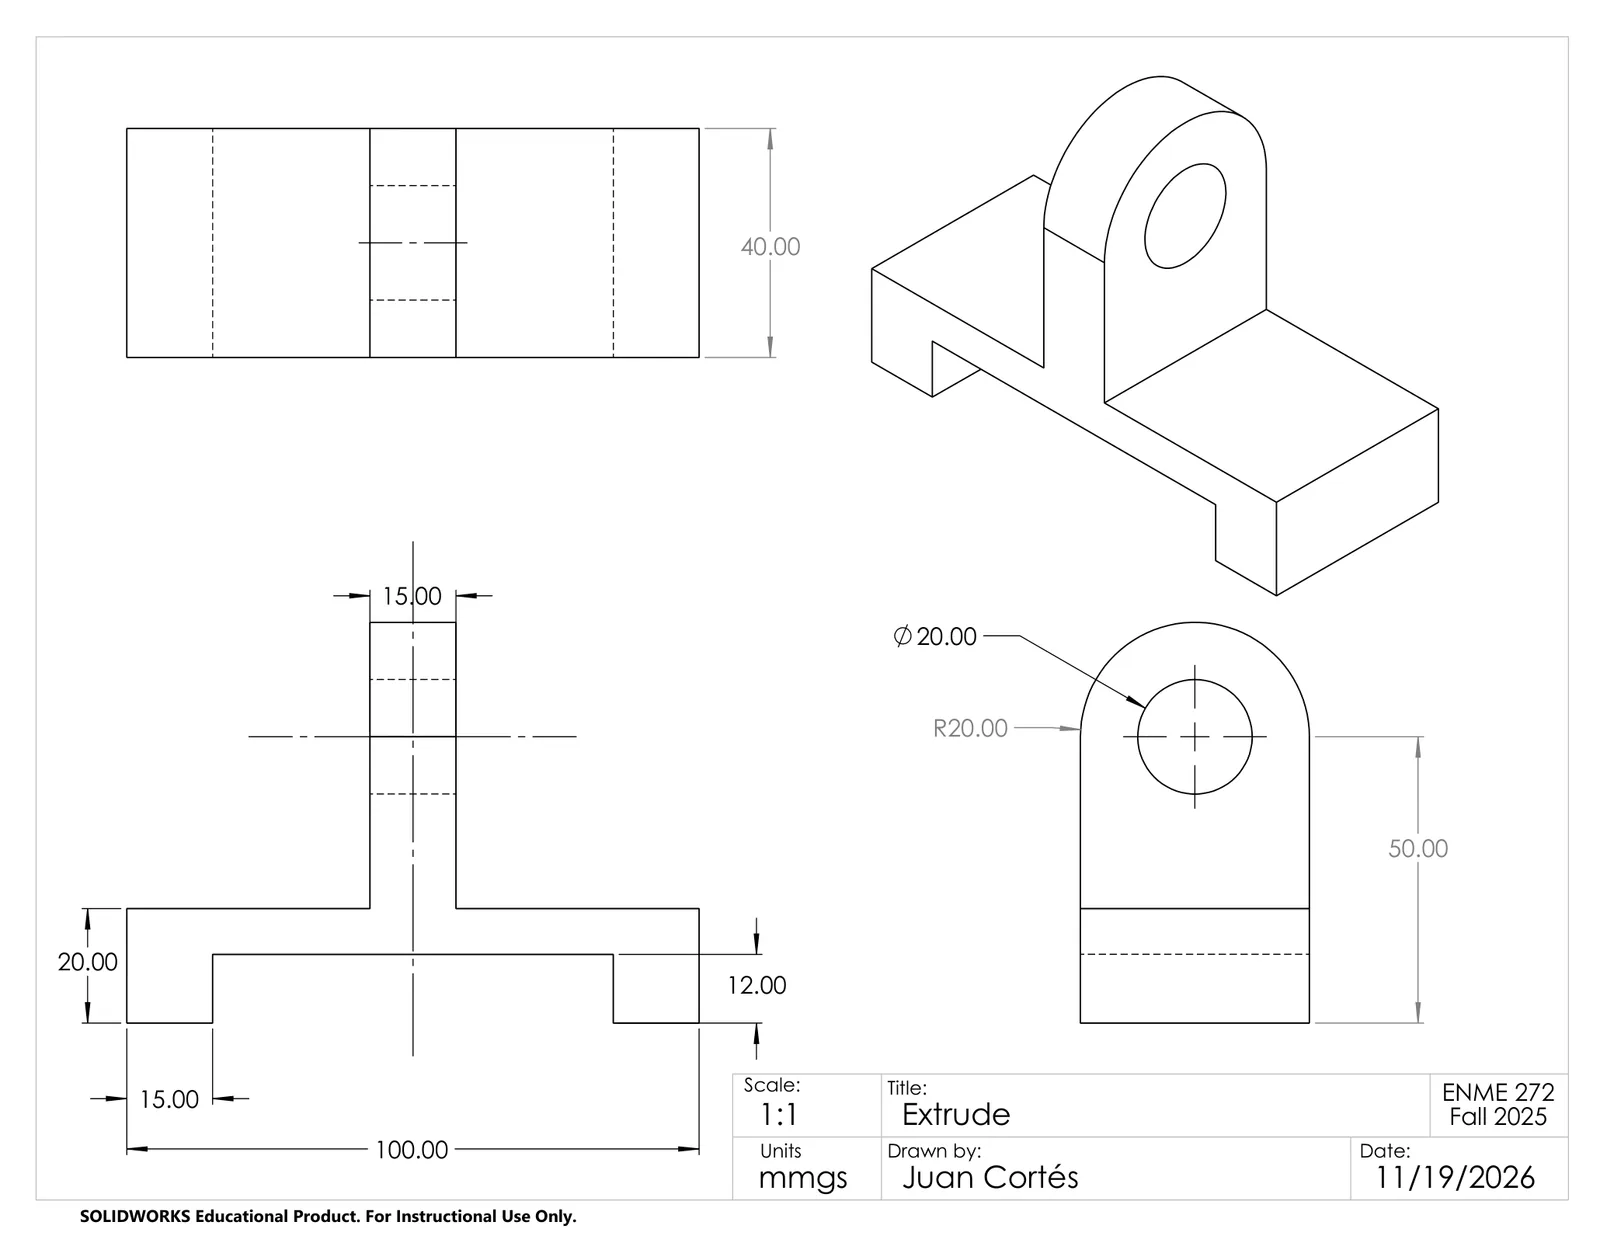 40.00
15.00
⌀20.00
R20.00
50.00
20.00
12.00
15.00
100.00
Scale:
1:1
Title:
Extrude
ENME 272
Fall 2025
Units
mmgs
Drawn by:
Juan Cortés
Date:
11/19/2026
SOLIDWORKS Educational Product. For Instructional Use Only.